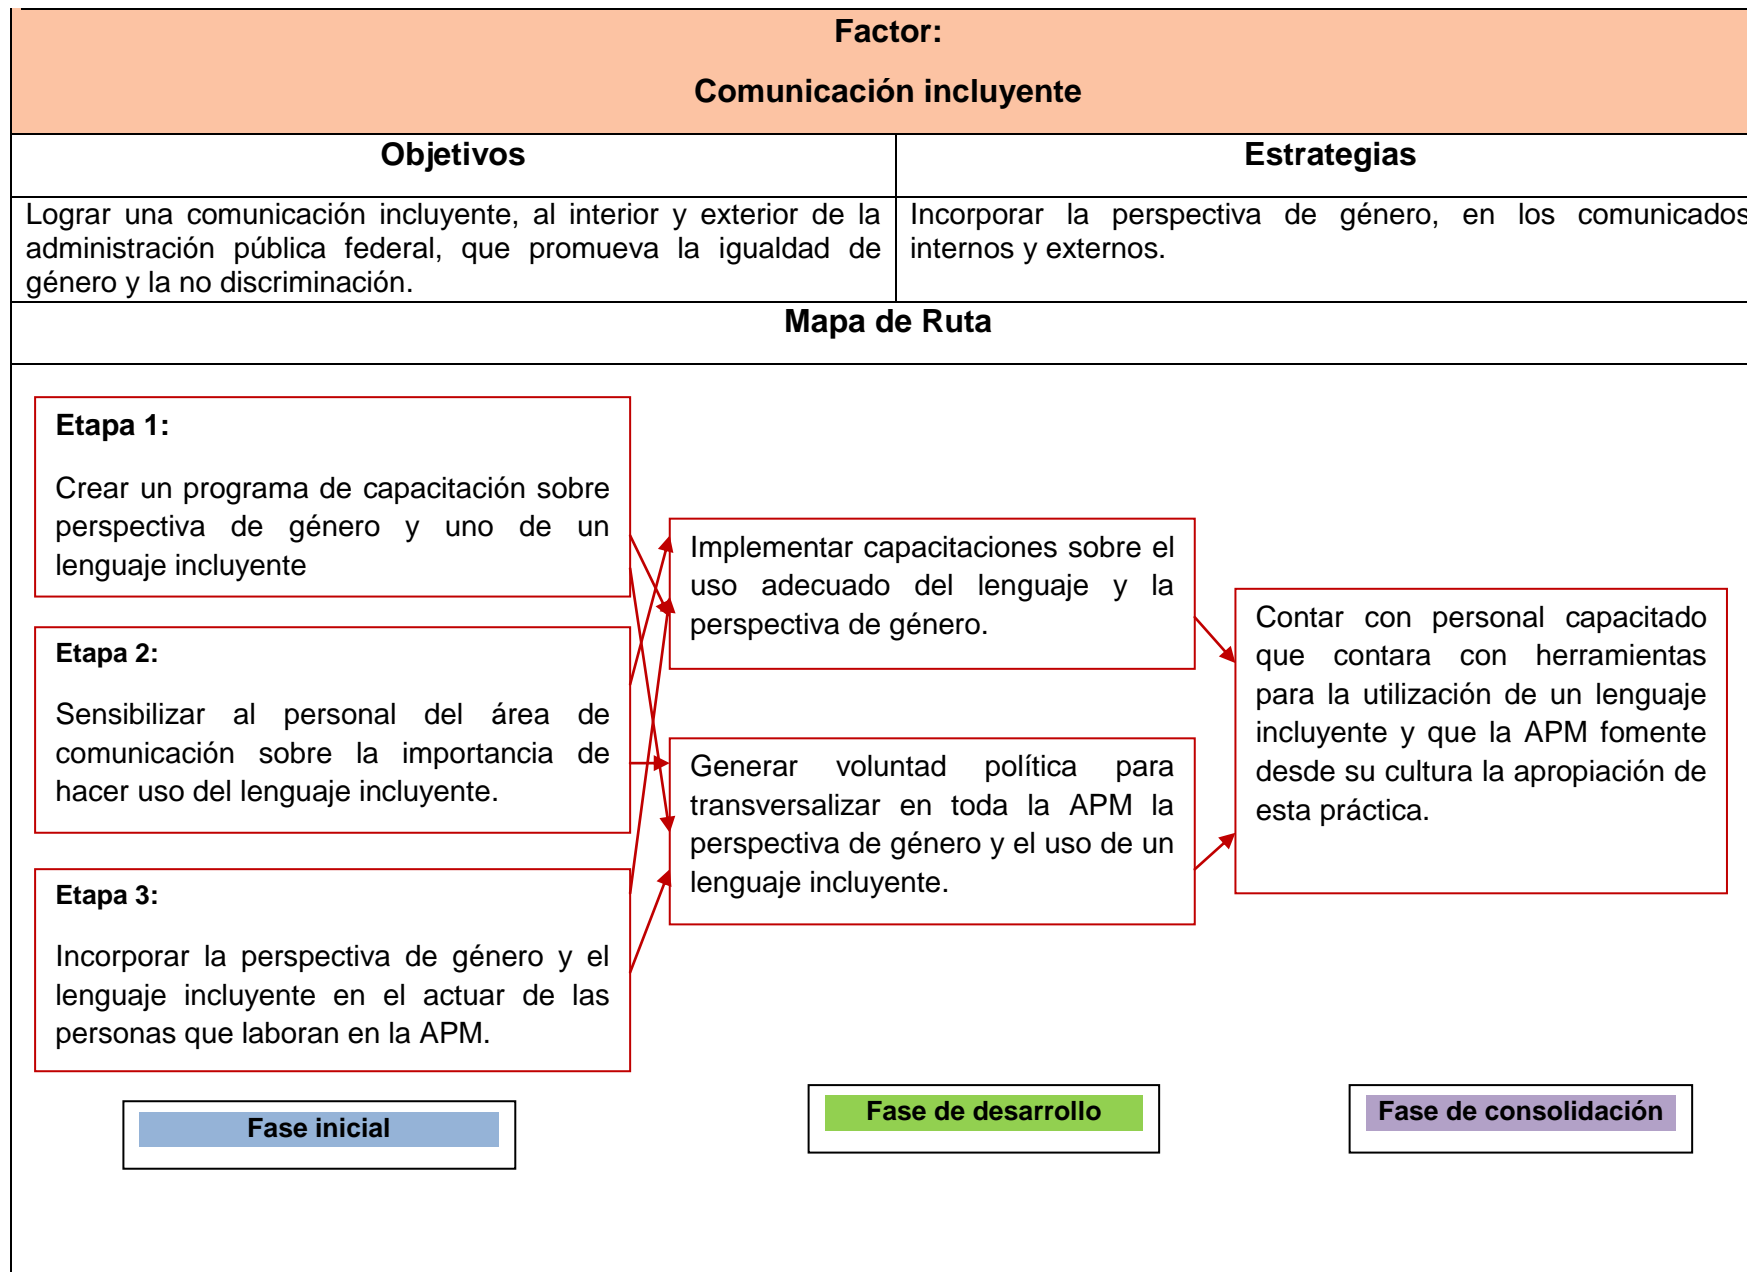 Factor:
Comunicación incluyente
Objetivos
Estrategias
Lograr una comunicación incluyente, al interior y exterior de la
administración pública federal, que promueva la igualdad de
género y la no discriminación.
Incorporar la perspectiva de género, en los comunicados
internos y externos.
Mapa de Ruta
Etapa 1:
Crear un programa de capacitación sobre
perspectiva de género y uno de un
lenguaje incluyente
Etapa 2:
Sensibilizar al personal del área de
comunicación sobre la importancia de
hacer uso del lenguaje incluyente.
Etapa 3:
Incorporar la perspectiva de género y el
lenguaje incluyente en el actuar de las
personas que laboran en la APM.
Implementar capacitaciones sobre el
uso adecuado del lenguaje y la
perspectiva de género.
Generar voluntad política para
transversalizar en toda la APM la
perspectiva de género y el uso de un
lenguaje incluyente.
Contar con personal capacitado
que contara con herramientas
para la utilización de un lenguaje
incluyente y que la APM fomente
desde su cultura la apropiación de
esta práctica.
Fase inicial
Fase de desarrollo
Fase de consolidación